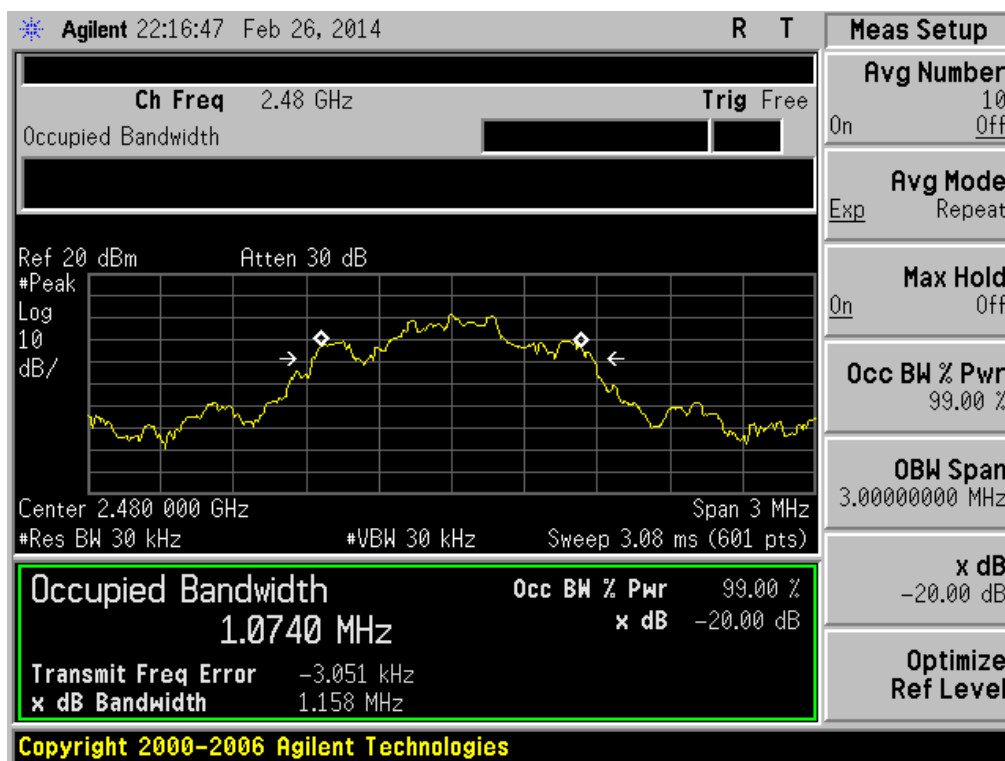 Agilent 22:16:47 Feb 26, 2014 R T
Ch Freq 2.48 GHz Trig Free
Occupied Bandwidth
Ref 20 dBm Atten 30 dB
#Peak
Log
10
dB/
Center 2.480 000 GHz Span 3 MHz
#Res BW 30 kHz #VBW 30 kHz Sweep 3.08 ms (601 pts)
Occupied Bandwidth
1.0740 MHz
Occ BW % Pwr 99.00 %
x dB -20.00 dB
Transmit Freq Error -3.051 kHz
x dB Bandwidth 1.158 MHz
Copyright 2000-2006 Agilent Technologies
Meas Setup
Avg Number
10
On Off
Avg Mode
Exp Repeat
Max Hold
On Off
Occ BW % Pwr
99.00 %
OBW Span
3.00000000 MHz
x dB
-20.00 dB
Optimize
Ref Level